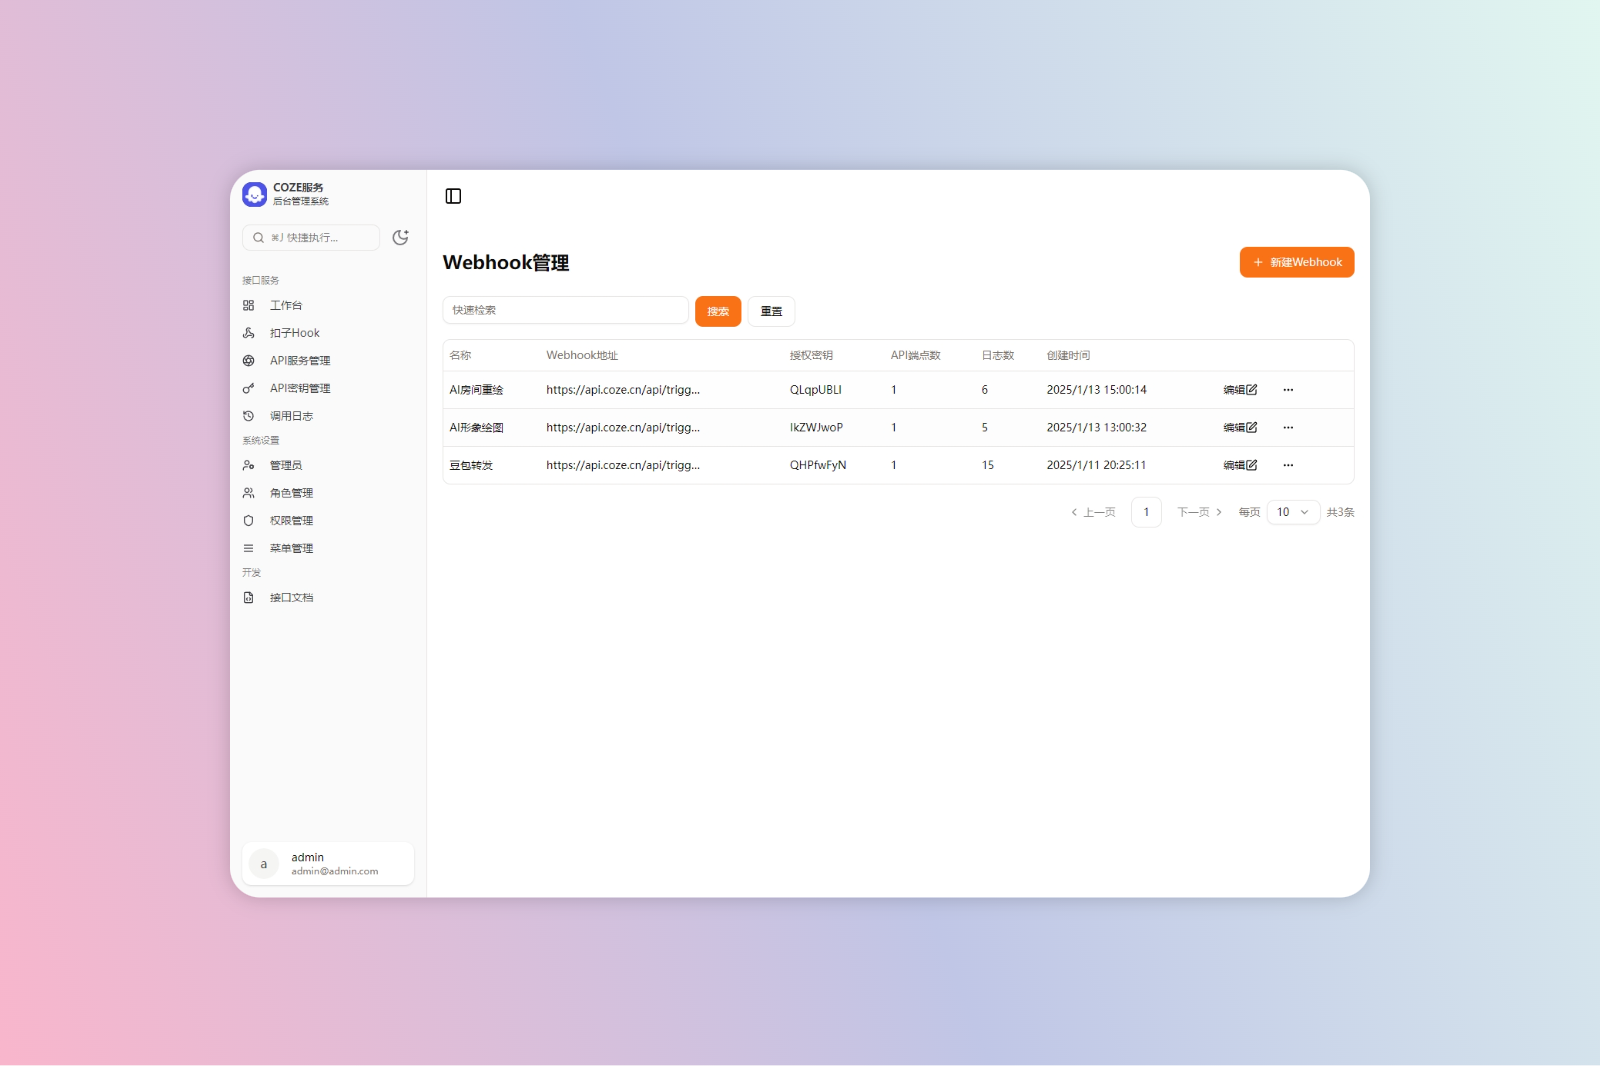 COZE服务
后台管理系统
⌘J 快捷执行...
接口服务
工作台
扣子Hook
API服务管理
API密钥管理
调用日志
系统设置
管理员
角色管理
权限管理
菜单管理
开发
接口文档
a
admin
admin@admin.com
Webhook管理
新建Webhook
快速检索 搜索 重置
名称 Webhook地址 授权密钥 API端点数 日志数 创建时间
AI房间重绘 https://api.coze.cn/api/trigg... QLqpUBLI 1 6 2025/1/13 15:00:14 编辑
AI形象绘图 https://api.coze.cn/api/trigg... IkZWJwoP 1 5 2025/1/13 13:00:32 编辑
豆包转发 https://api.coze.cn/api/trigg... QHPfwFyN 1 15 2025/1/11 20:25:11 编辑
上一页 1 下一页 每页 10 共3条